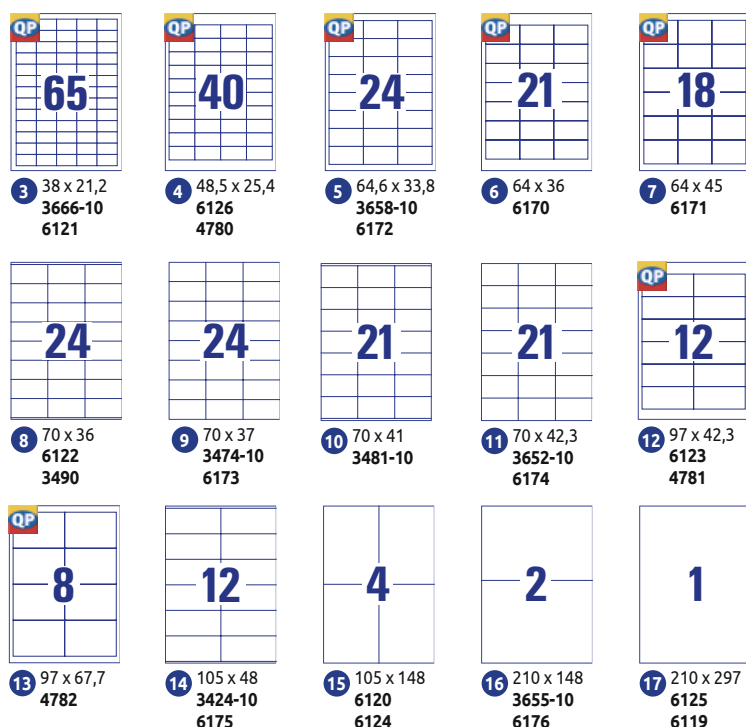 QP
65
3 38 x 21,2
3666-10
6121
QP
40
4 48,5 x 25,4
6126
4780
QP
24
5 64,6 x 33,8
3658-10
6172
QP
21
6 64 x 36
6170
QP
18
7 64 x 45
6171
24
8 70 x 36
6122
3490
24
9 70 x 37
3474-10
6173
21
10 70 x 41
3481-10
21
11 70 x 42,3
3652-10
6174
QP
12
12 97 x 42,3
6123
4781
QP
8
13 97 x 67,7
4782
12
14 105 x 48
3424-10
6175
4
15 105 x 148
6120
6124
2
16 210 x 148
3655-10
6176
1
17 210 x 297
6125
6119